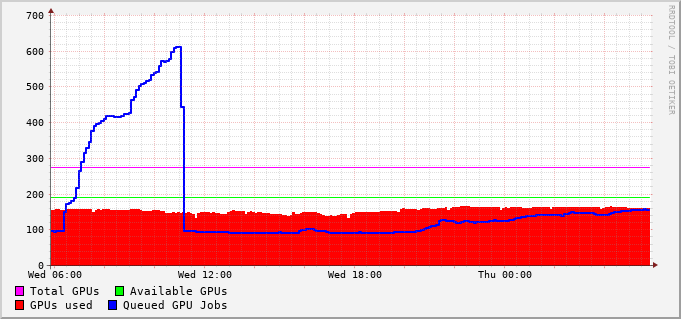 700
600
500
400
300
200
100
0
Wed 06:00 Wed 12:00 Wed 18:00 Thu 00:00
Total GPUs Available GPUs
GPUs used Queued GPU Jobs
RRDTOOL / TOBI OETIKER